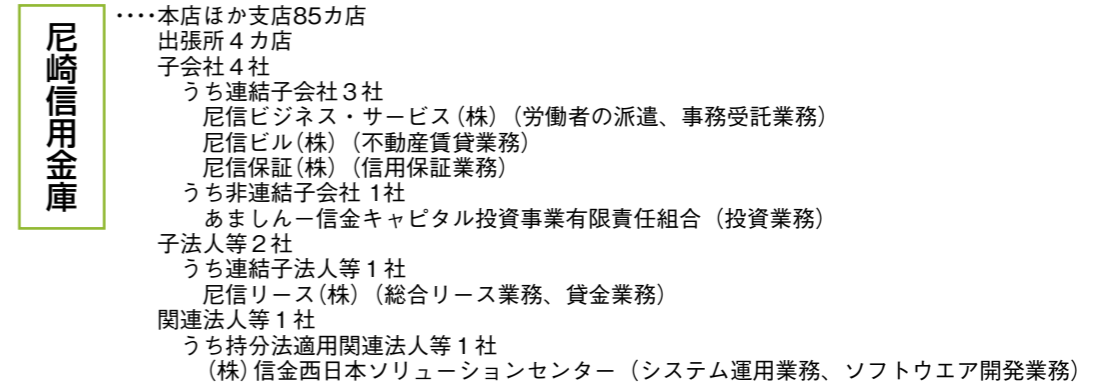 尼崎信用金庫
‥‥本店ほか支店85カ店
出張所４カ店
子会社４社
うち連結子会社３社
尼信ビジネス・サービス(株)（労働者の派遣、事務受託業務）
尼信ビル(株)（不動産賃貸業務）
尼信保証(株)（信用保証業務）
うち非連結子会社 1社
あましんー信金キャピタル投資事業有限責任組合（投資業務）
子法人等２社
うち連結子法人等１社
尼信リース(株)（総合リース業務、貸金業務）
関連法人等１社
うち持分法適用関連法人等１社
(株)信金西日本ソリューションセンター（システム運用業務、ソフトウエア開発業務）